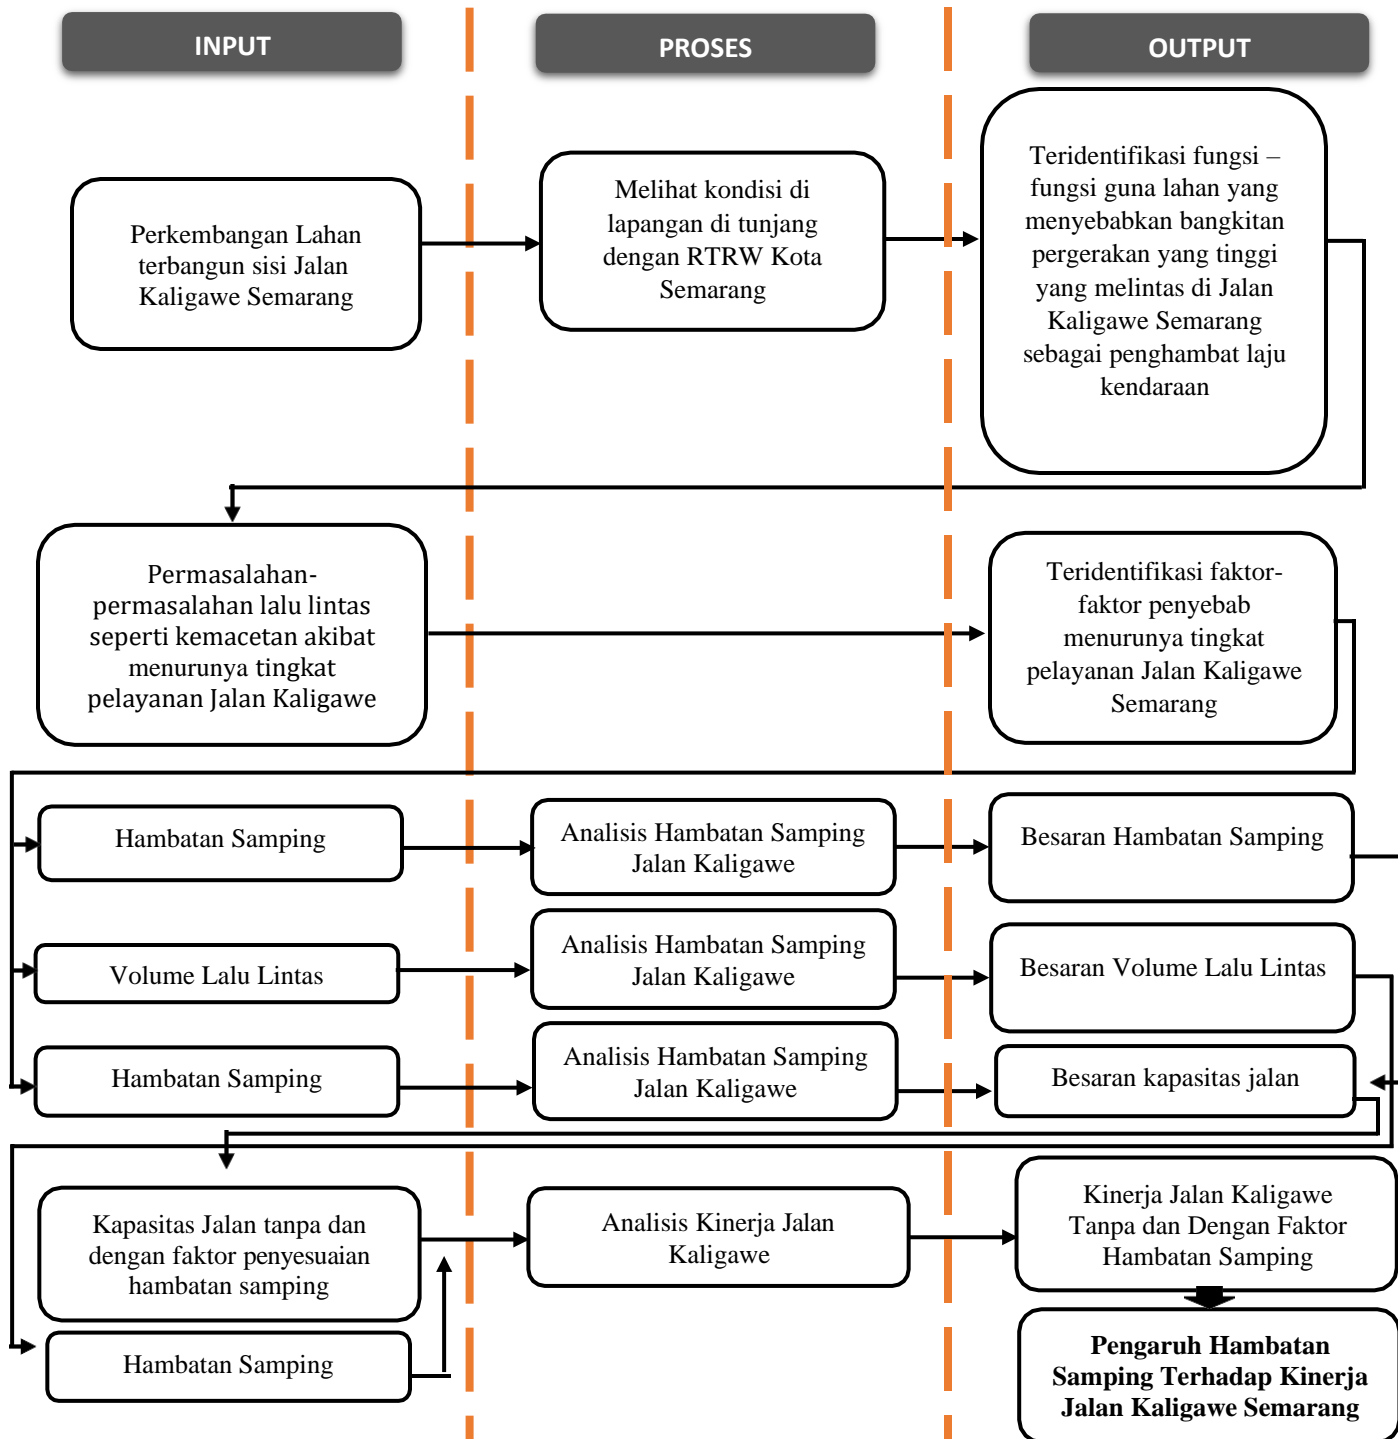 INPUT
PROSES
OUTPUT
Perkembangan Lahan
terbangun sisi Jalan
Kaligawe Semarang
Melihat kondisi di
lapangan di tunjang
dengan RTRW Kota
Semarang
Teridentifikasi fungsi –
fungsi guna lahan yang
menyebabkan bangkitan
pergerakan yang tinggi
yang melintas di Jalan
Kaligawe Semarang
sebagai penghambat laju
kendaraan
Permasalahan-
permasalahan lalu lintas
seperti kemacetan akibat
menurunya tingkat
pelayanan Jalan Kaligawe
Teridentifikasi faktor-
faktor penyebab
menurunya tingkat
pelayanan Jalan Kaligawe
Semarang
Hambatan Samping
Analisis Hambatan Samping
Jalan Kaligawe
Besaran Hambatan Samping
Volume Lalu Lintas
Analisis Hambatan Samping
Jalan Kaligawe
Besaran Volume Lalu Lintas
Hambatan Samping
Analisis Hambatan Samping
Jalan Kaligawe
Besaran kapasitas jalan
Kapasitas Jalan tanpa dan
dengan faktor penyesuaian
hambatan samping
Analisis Kinerja Jalan
Kaligawe
Kinerja Jalan Kaligawe
Tanpa dan Dengan Faktor
Hambatan Samping
Hambatan Samping
Pengaruh Hambatan
Samping Terhadap Kinerja
Jalan Kaligawe Semarang